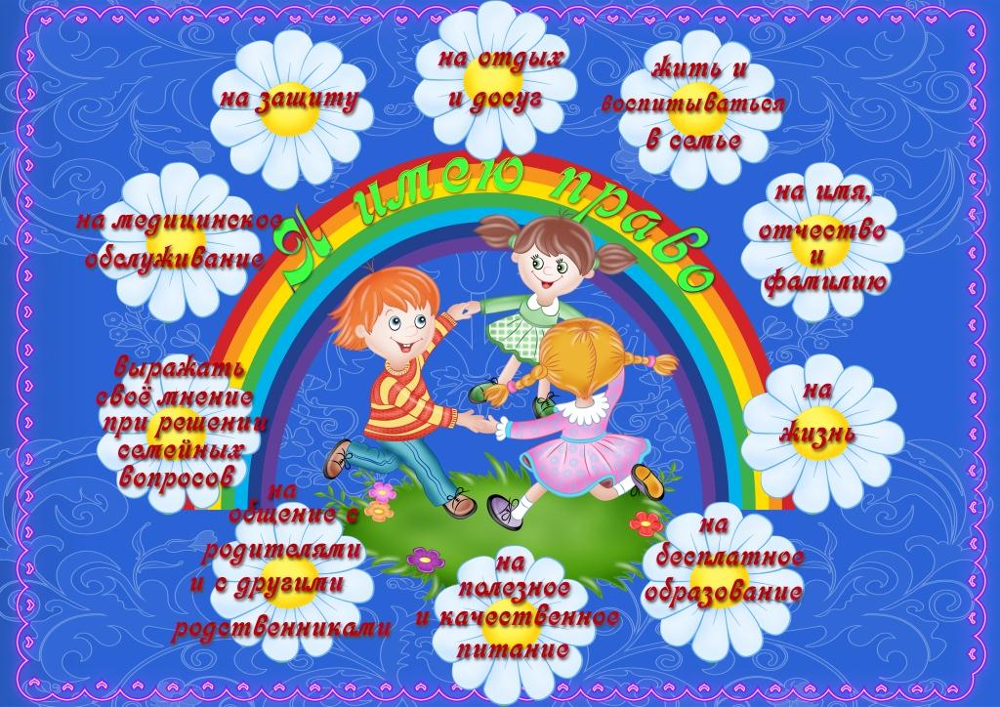 Я имею право
на отдых
и досуг
жить и
воспитываться
в семье
на имя,
отчество
и
фамилию
на
жизнь
на
бесплатное
образование
на
полезное
и качественное
питание
на
общение с
родителями
и с другими
родственниками
выражать
своё мнение
при решении
семейных
вопросов
на медицинское
обслуживание
на защиту